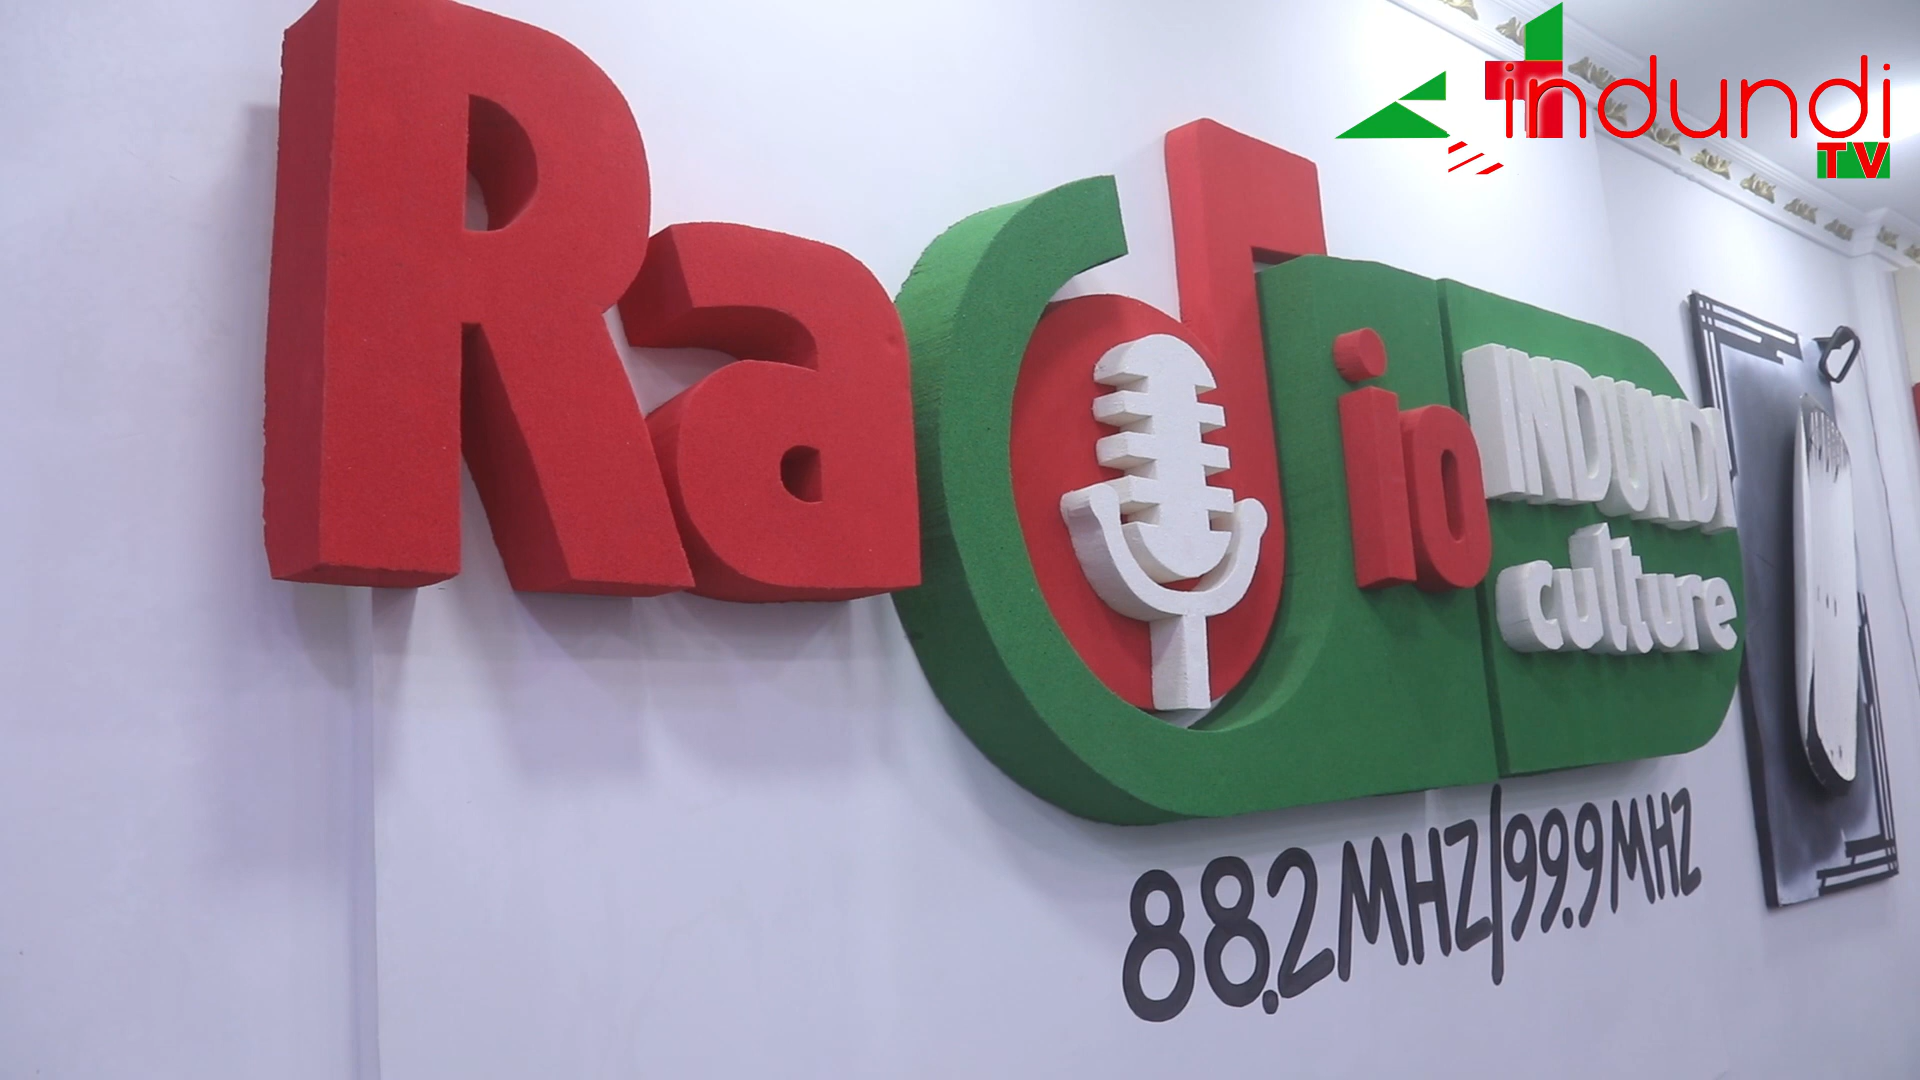 indundi
TV
Radio
INDUNDI
culture
88.2MHZ/99.9MHZ